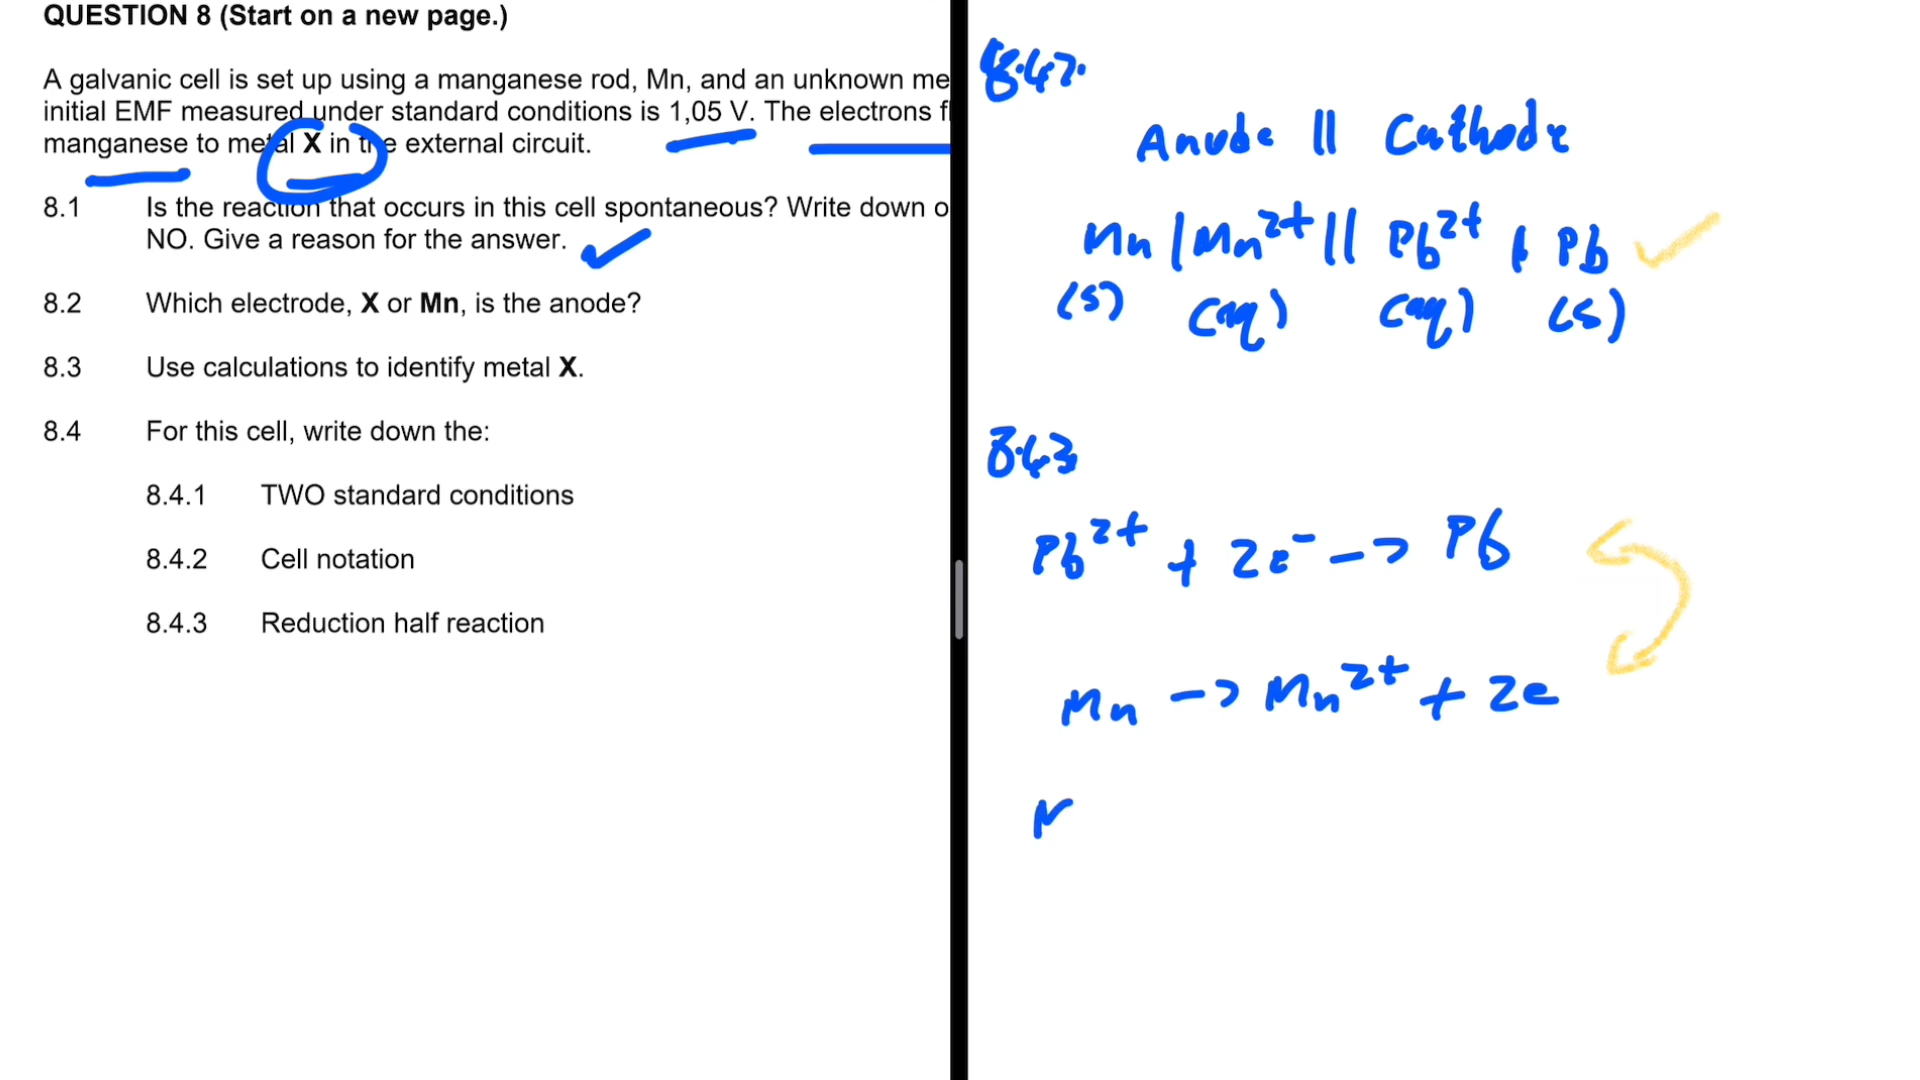 QUESTION 8 (Start on a new page.)
A galvanic cell is set up using a manganese rod, Mn, and an unknown me
initial EMF measured under standard conditions is 1,05 V. The electrons f
manganese to metal X in the external circuit.
8.1 Is the reaction that occurs in this cell spontaneous? Write down o
NO. Give a reason for the answer.
8.2 Which electrode, X or Mn, is the anode?
8.3 Use calculations to identify metal X.
8.4 For this cell, write down the:
8.4.1 TWO standard conditions
8.4.2 Cell notation
8.4.3 Reduction half reaction
8.42.
Anode || Cathode
Mn | Mn²⁺ || Pb²⁺ | Pb
(s) (aq) (aq) (s)
8.43
Pb²⁺ + 2e⁻ -> Pb
Mn -> Mn²⁺ + 2e